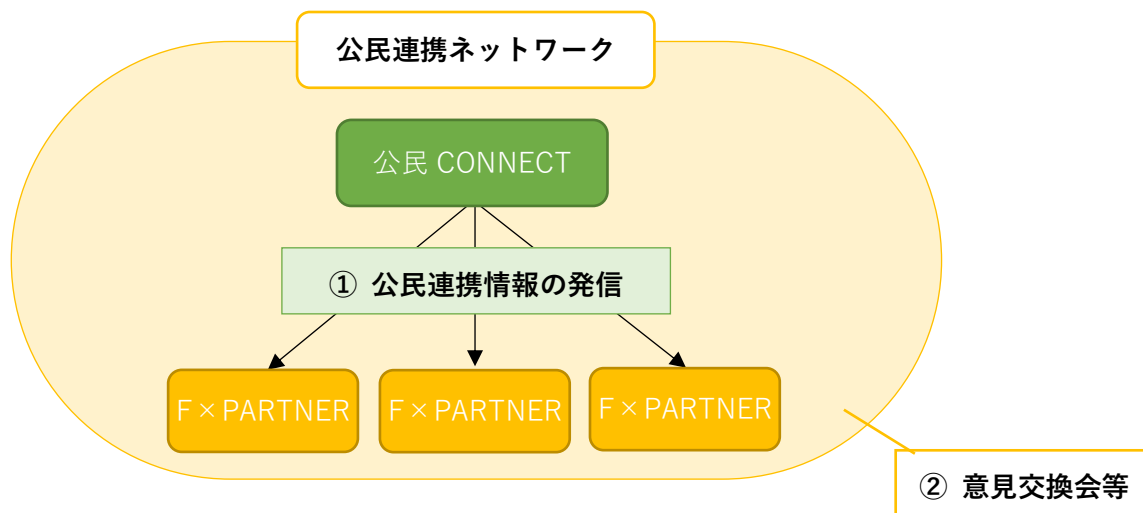 公民連携ネットワーク
公民 CONNECT
① 公民連携情報の発信
F×PARTNER
F×PARTNER
F×PARTNER
② 意見交換会等